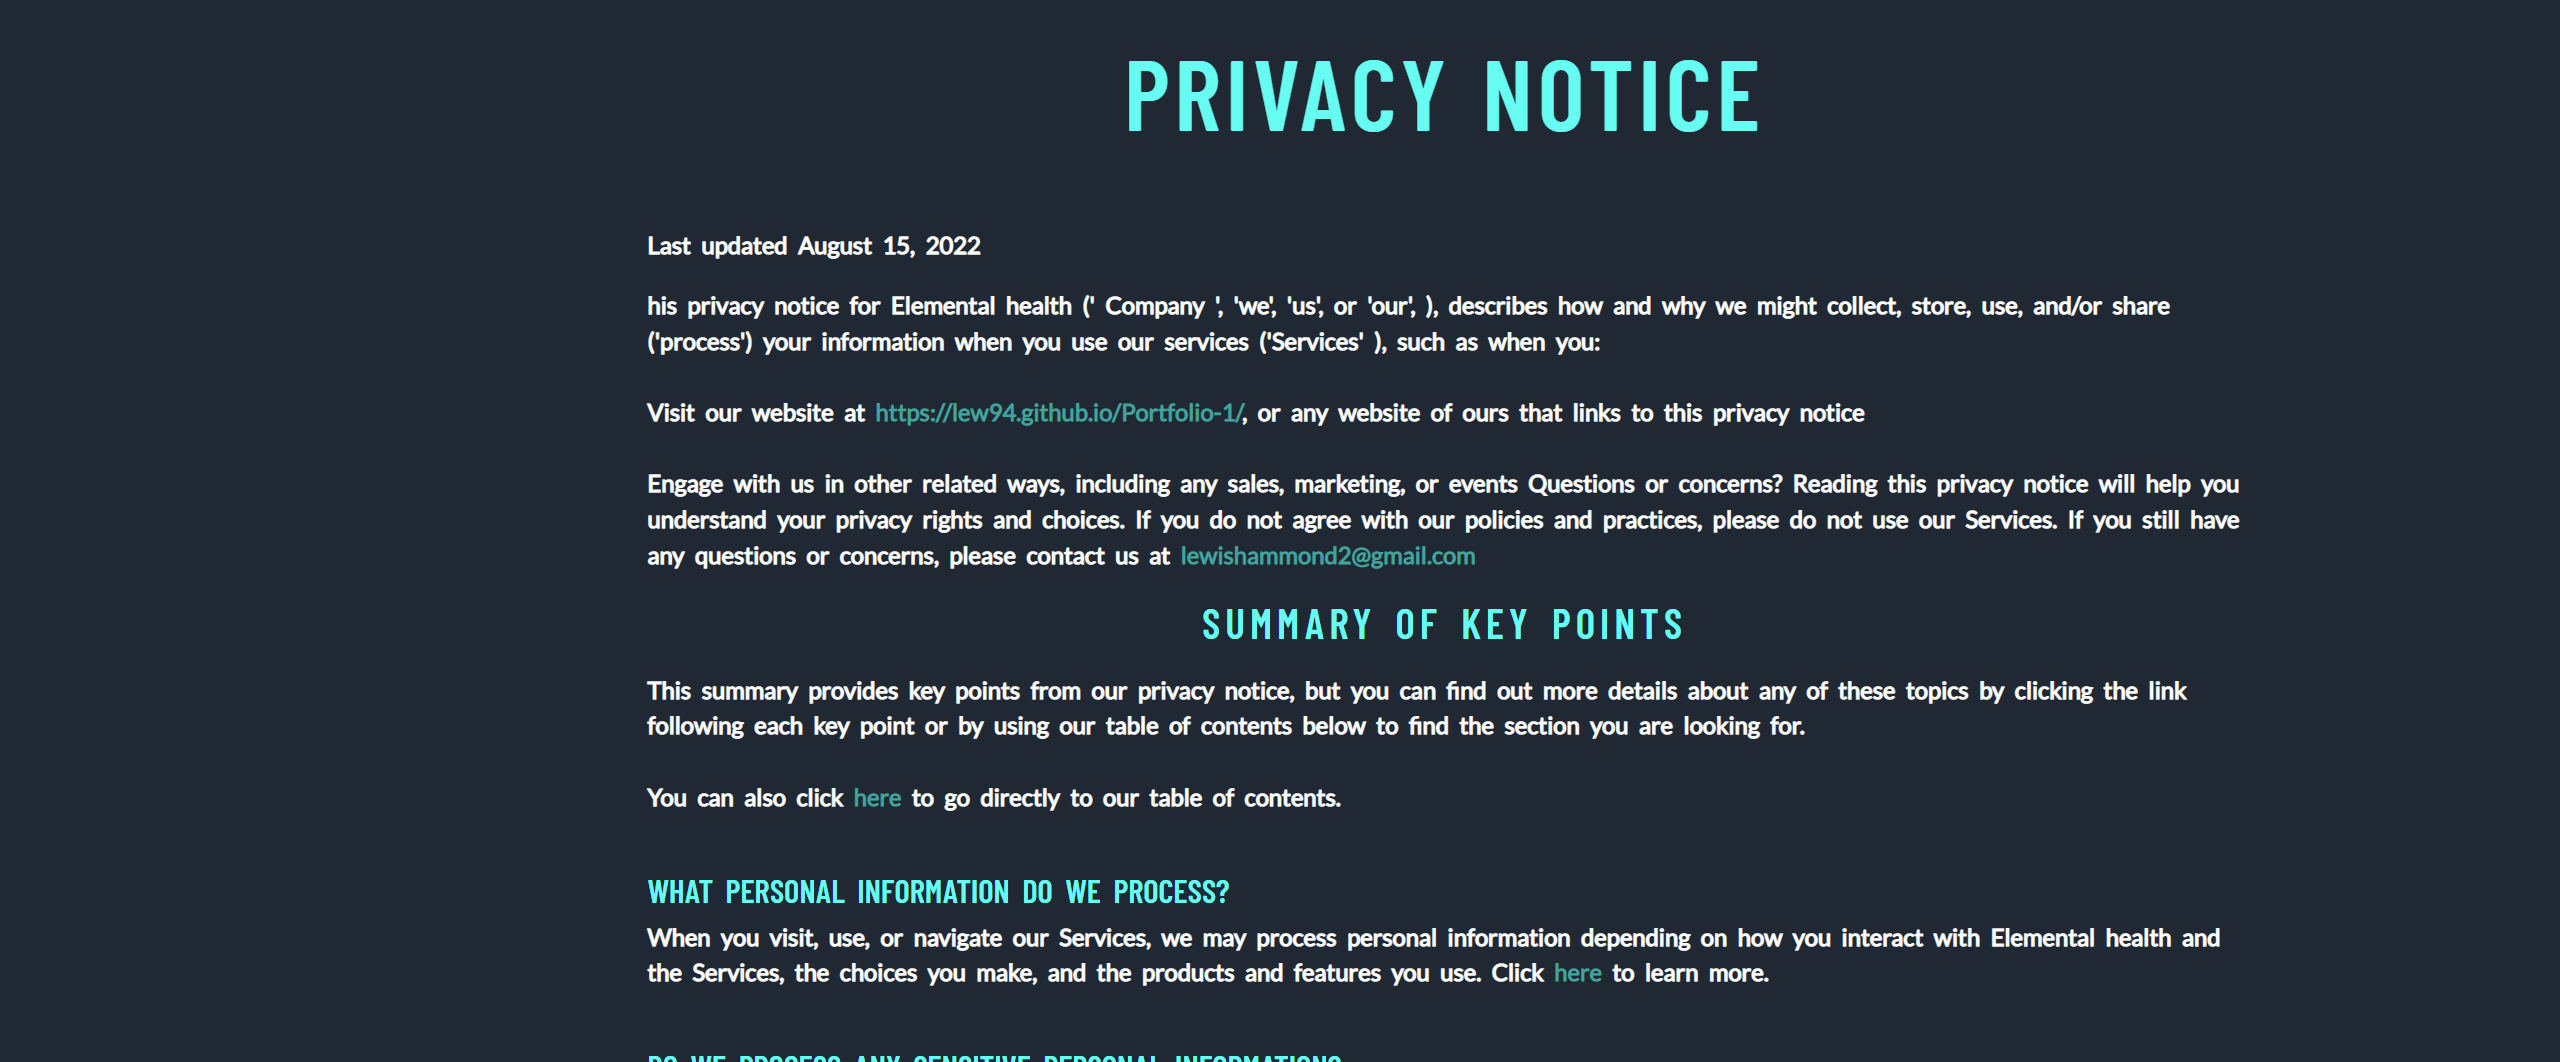 PRIVACY NOTICE
Last updated August 15, 2022
his privacy notice for Elemental health (' Company ', 'we', 'us', or 'our', ), describes how and why we might collect, store, use, and/or share
('process') your information when you use our services ('Services' ), such as when you:
Visit our website at https://lew94.github.io/Portfolio-1/, or any website of ours that links to this privacy notice
Engage with us in other related ways, including any sales, marketing, or events Questions or concerns? Reading this privacy notice will help you
understand your privacy rights and choices. If you do not agree with our policies and practices, please do not use our Services. If you still have
any questions or concerns, please contact us at lewishammond2@gmail.com
SUMMARY OF KEY POINTS
This summary provides key points from our privacy notice, but you can find out more details about any of these topics by clicking the link
following each key point or by using our table of contents below to find the section you are looking for.
You can also click here to go directly to our table of contents.
WHAT PERSONAL INFORMATION DO WE PROCESS?
When you visit, use, or navigate our Services, we may process personal information depending on how you interact with Elemental health and
the Services, the choices you make, and the products and features you use. Click here to learn more.
DO WE PROCESS ANY SENSITIVE PERSONAL INFORMATION?